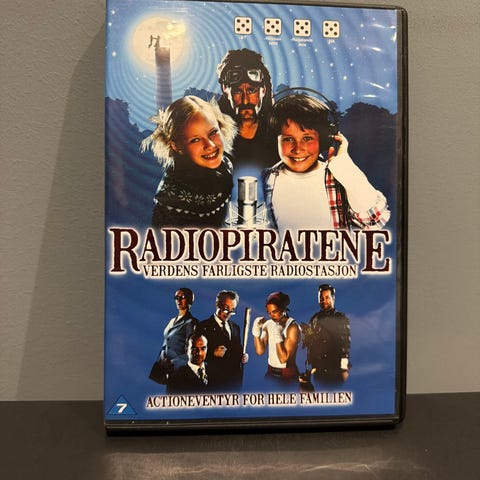 RADIOPIRATENE
VERDENS FARLIGSTE RADIOSTASJON
ACTIONEVENTYR FOR HELE FAMILIEN
7